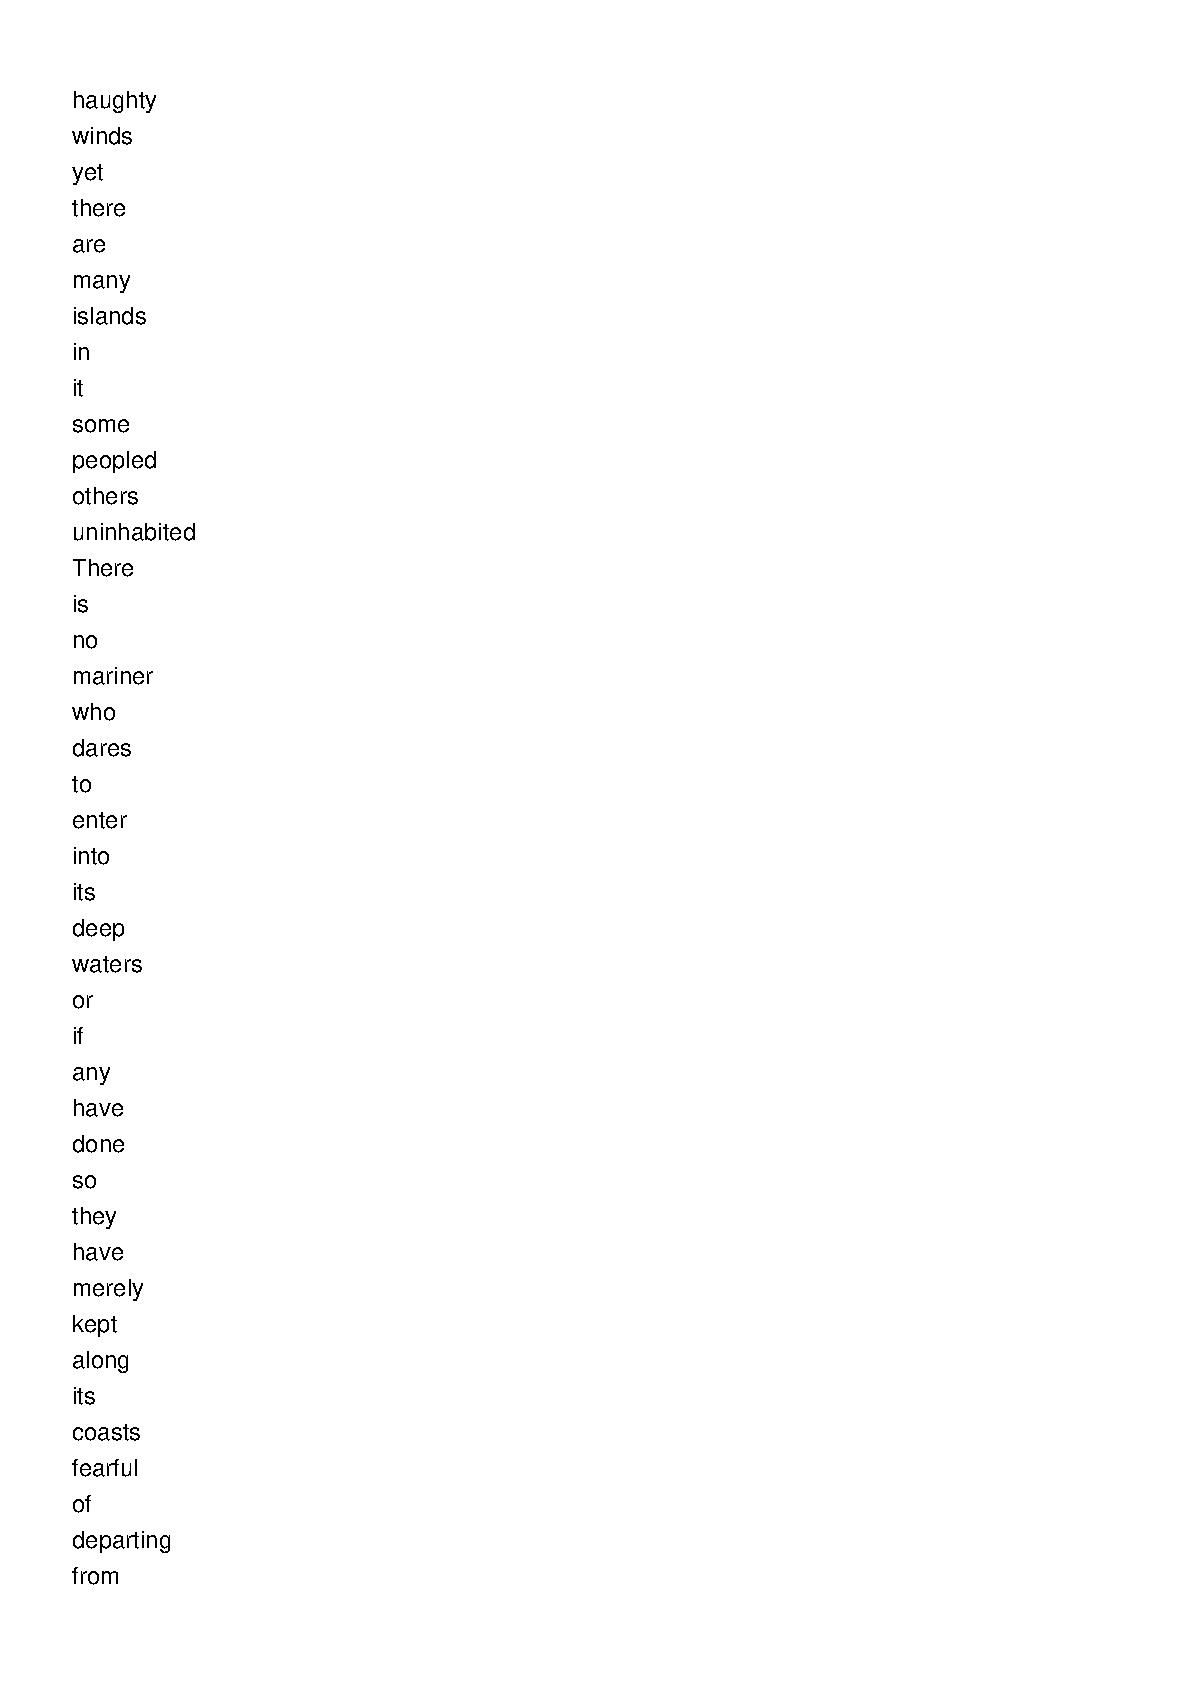 haughty
winds
yet
there
are
many
islands
in
it
some
peopled
others
uninhabited
There
is
no
mariner
who
dares
to
enter
into
its
deep
waters
or
if
any
have
done
so
they
have
merely
kept
along
its
coasts
fearful
of
departing
from